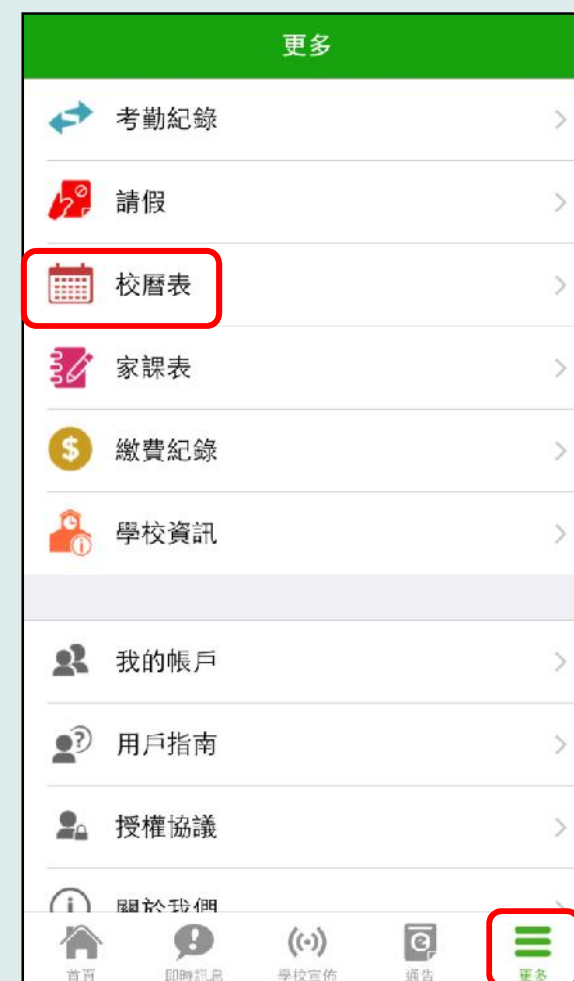 更多
考勤紀錄
請假
校曆表
家課表
繳費紀錄
學校資訊
我的帳戶
用戶指南
授權協議
關於我們
首頁
即時訊息
學校宣佈
通告
更多